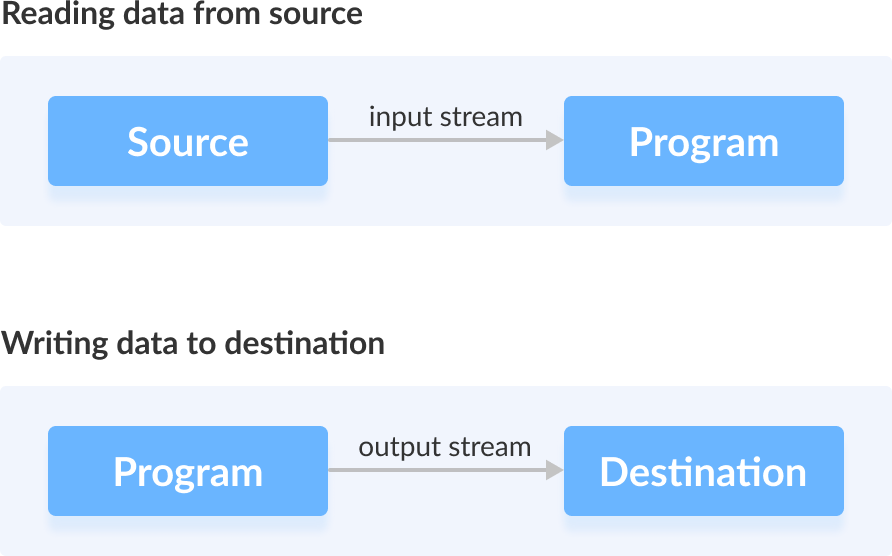 Reading data from source
Source
input stream
Program
Writing data to destination
Program
output stream
Destination